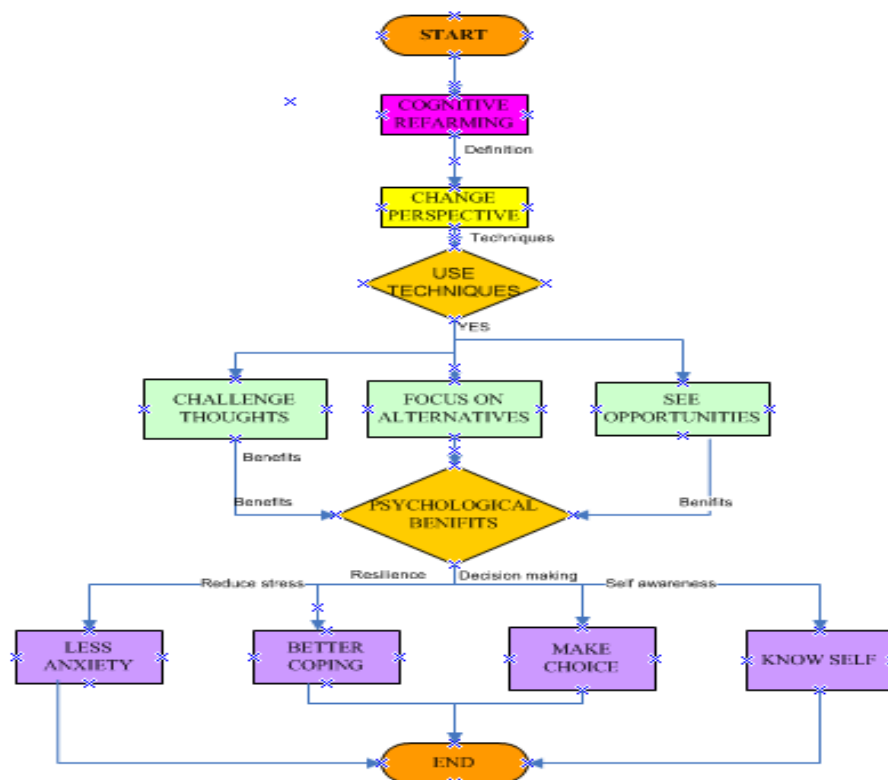 START
COGNITIVE
REFARMING
Definition
CHANGE
PERSPECTIVE
Techniques
USE
TECHNIQUES
YES
CHALLENGE
THOUGHTS
FOCUS ON
ALTERNATIVES
SEE
OPPORTUNITIES
Benefits
Benefits
Benifits
PSYCHOLOGICAL
BENIFITS
Reduce stress
Resilience
Decision making
Self awareness
LESS
ANXIETY
BETTER
COPING
MAKE
CHOICE
KNOW SELF
END